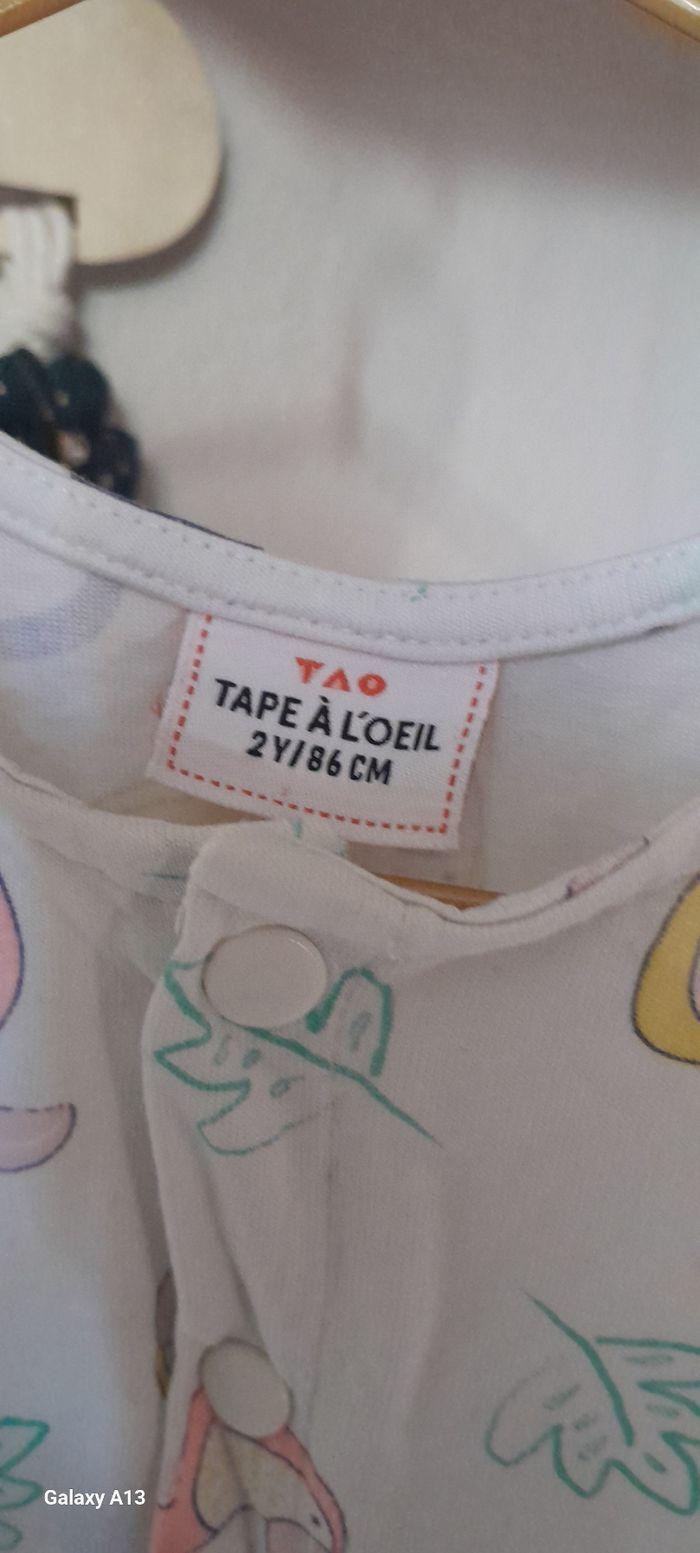 TAO
TAPE À L'OEIL
2Y/86 CM
Galaxy A13